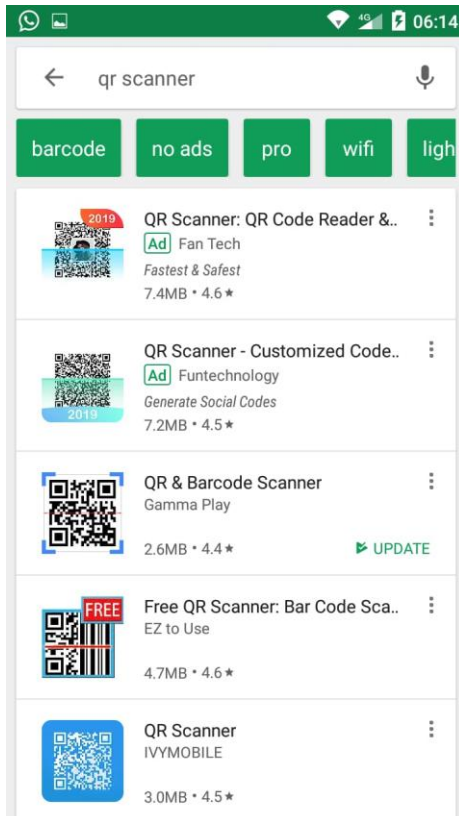 4G 06:14
qr scanner
barcode no ads pro wifi ligh
2019
QR Scanner: QR Code Reader &..
Ad Fan Tech
Fastest & Safest
7.4MB • 4.6★
QR Scanner - Customized Code..
Ad Funtechnology
Generate Social Codes
2019
7.2MB • 4.5★
QR & Barcode Scanner
Gamma Play
2.6MB • 4.4★ UPDATE
FREE
Free QR Scanner: Bar Code Sca..
EZ to Use
4.7MB • 4.6★
QR Scanner
IVYMOBILE
3.0MB • 4.5★